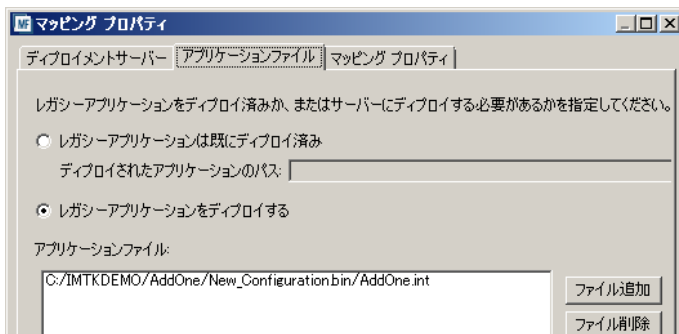 MF マッピング プロパティ
ディプロイメントサーバー アプリケーションファイル マッピング プロパティ
レガシーアプリケーションをディプロイ済みか、またはサーバーにディプロイする必要があるかを指定してください。
レガシーアプリケーションは既にディプロイ済み
ディプロイされたアプリケーションのパス:
レガシーアプリケーションをディプロイする
アプリケーションファイル:
C:/IMTKDEMO/AddOne/New_Configuration.bin/AddOne.int
ファイル追加
ファイル削除